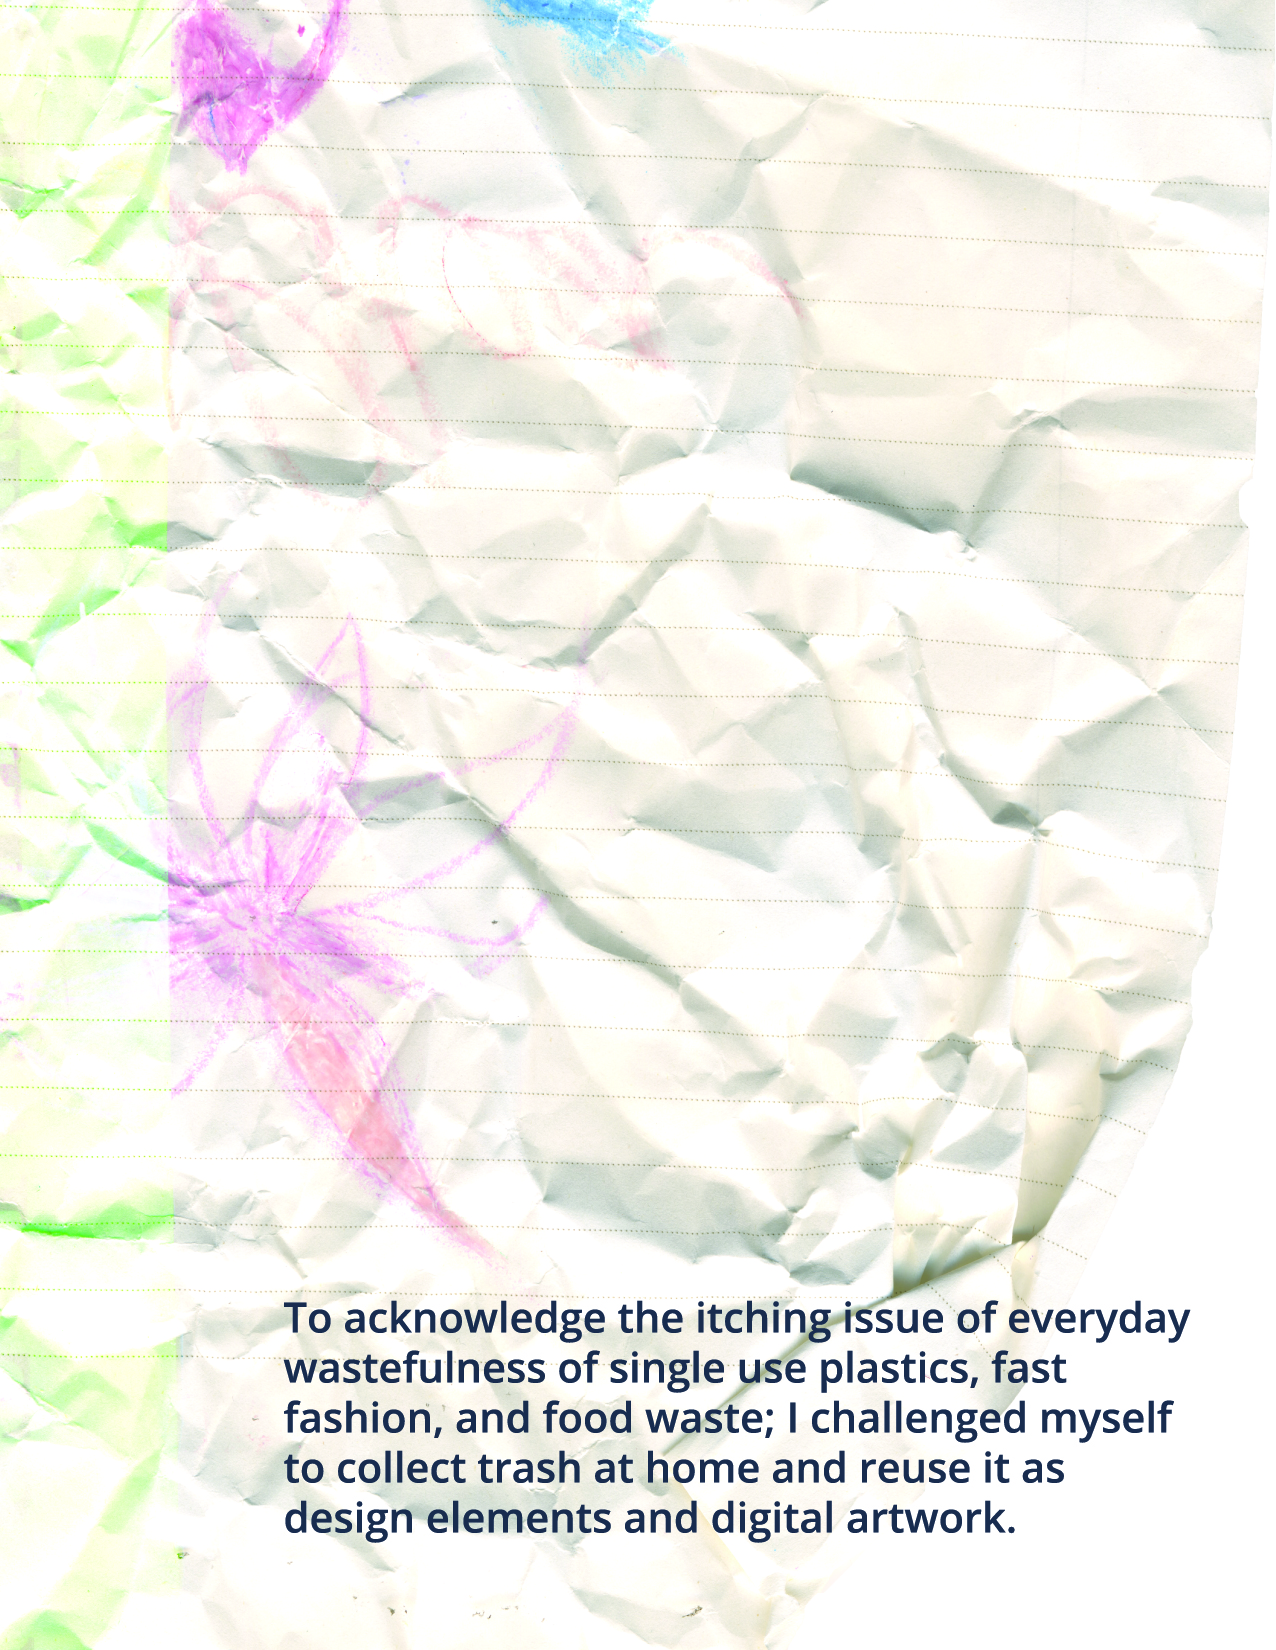 To acknowledge the itching issue of everyday
wastefulness of single use plastics, fast
fashion, and food waste; I challenged myself
to collect trash at home and reuse it as
design elements and digital artwork.